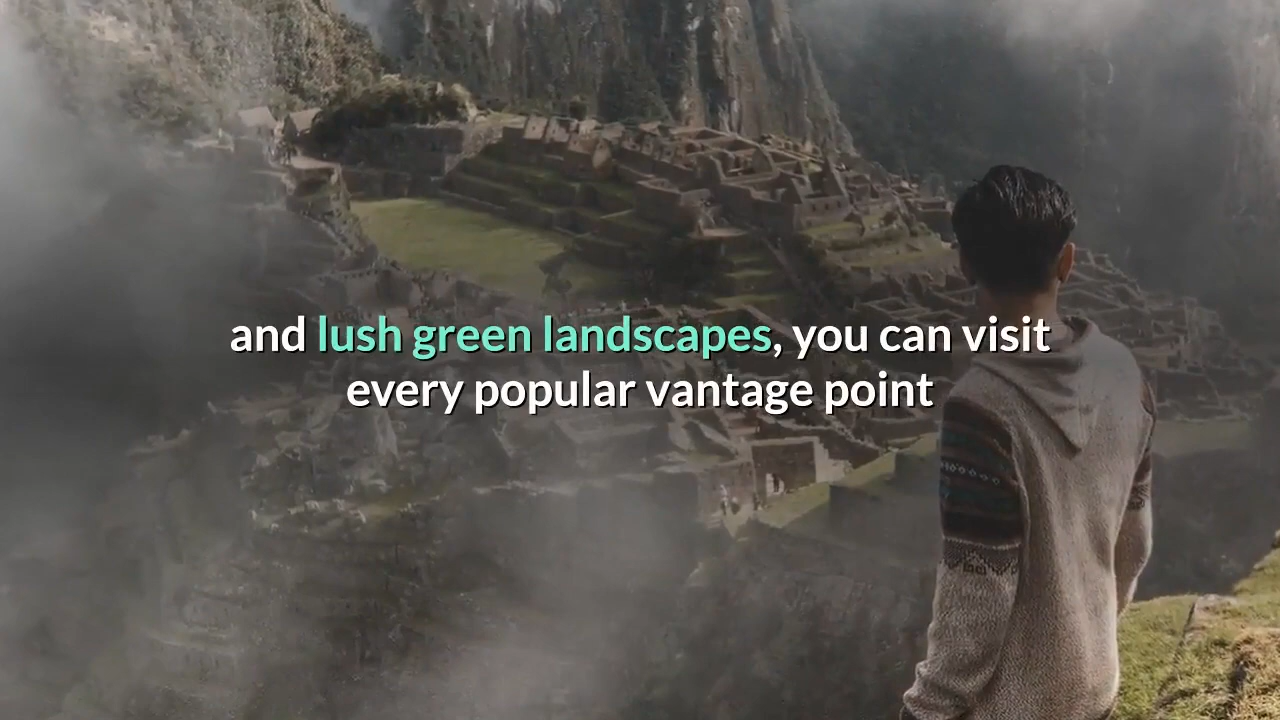 and lush green landscapes, you can visit
every popular vantage point